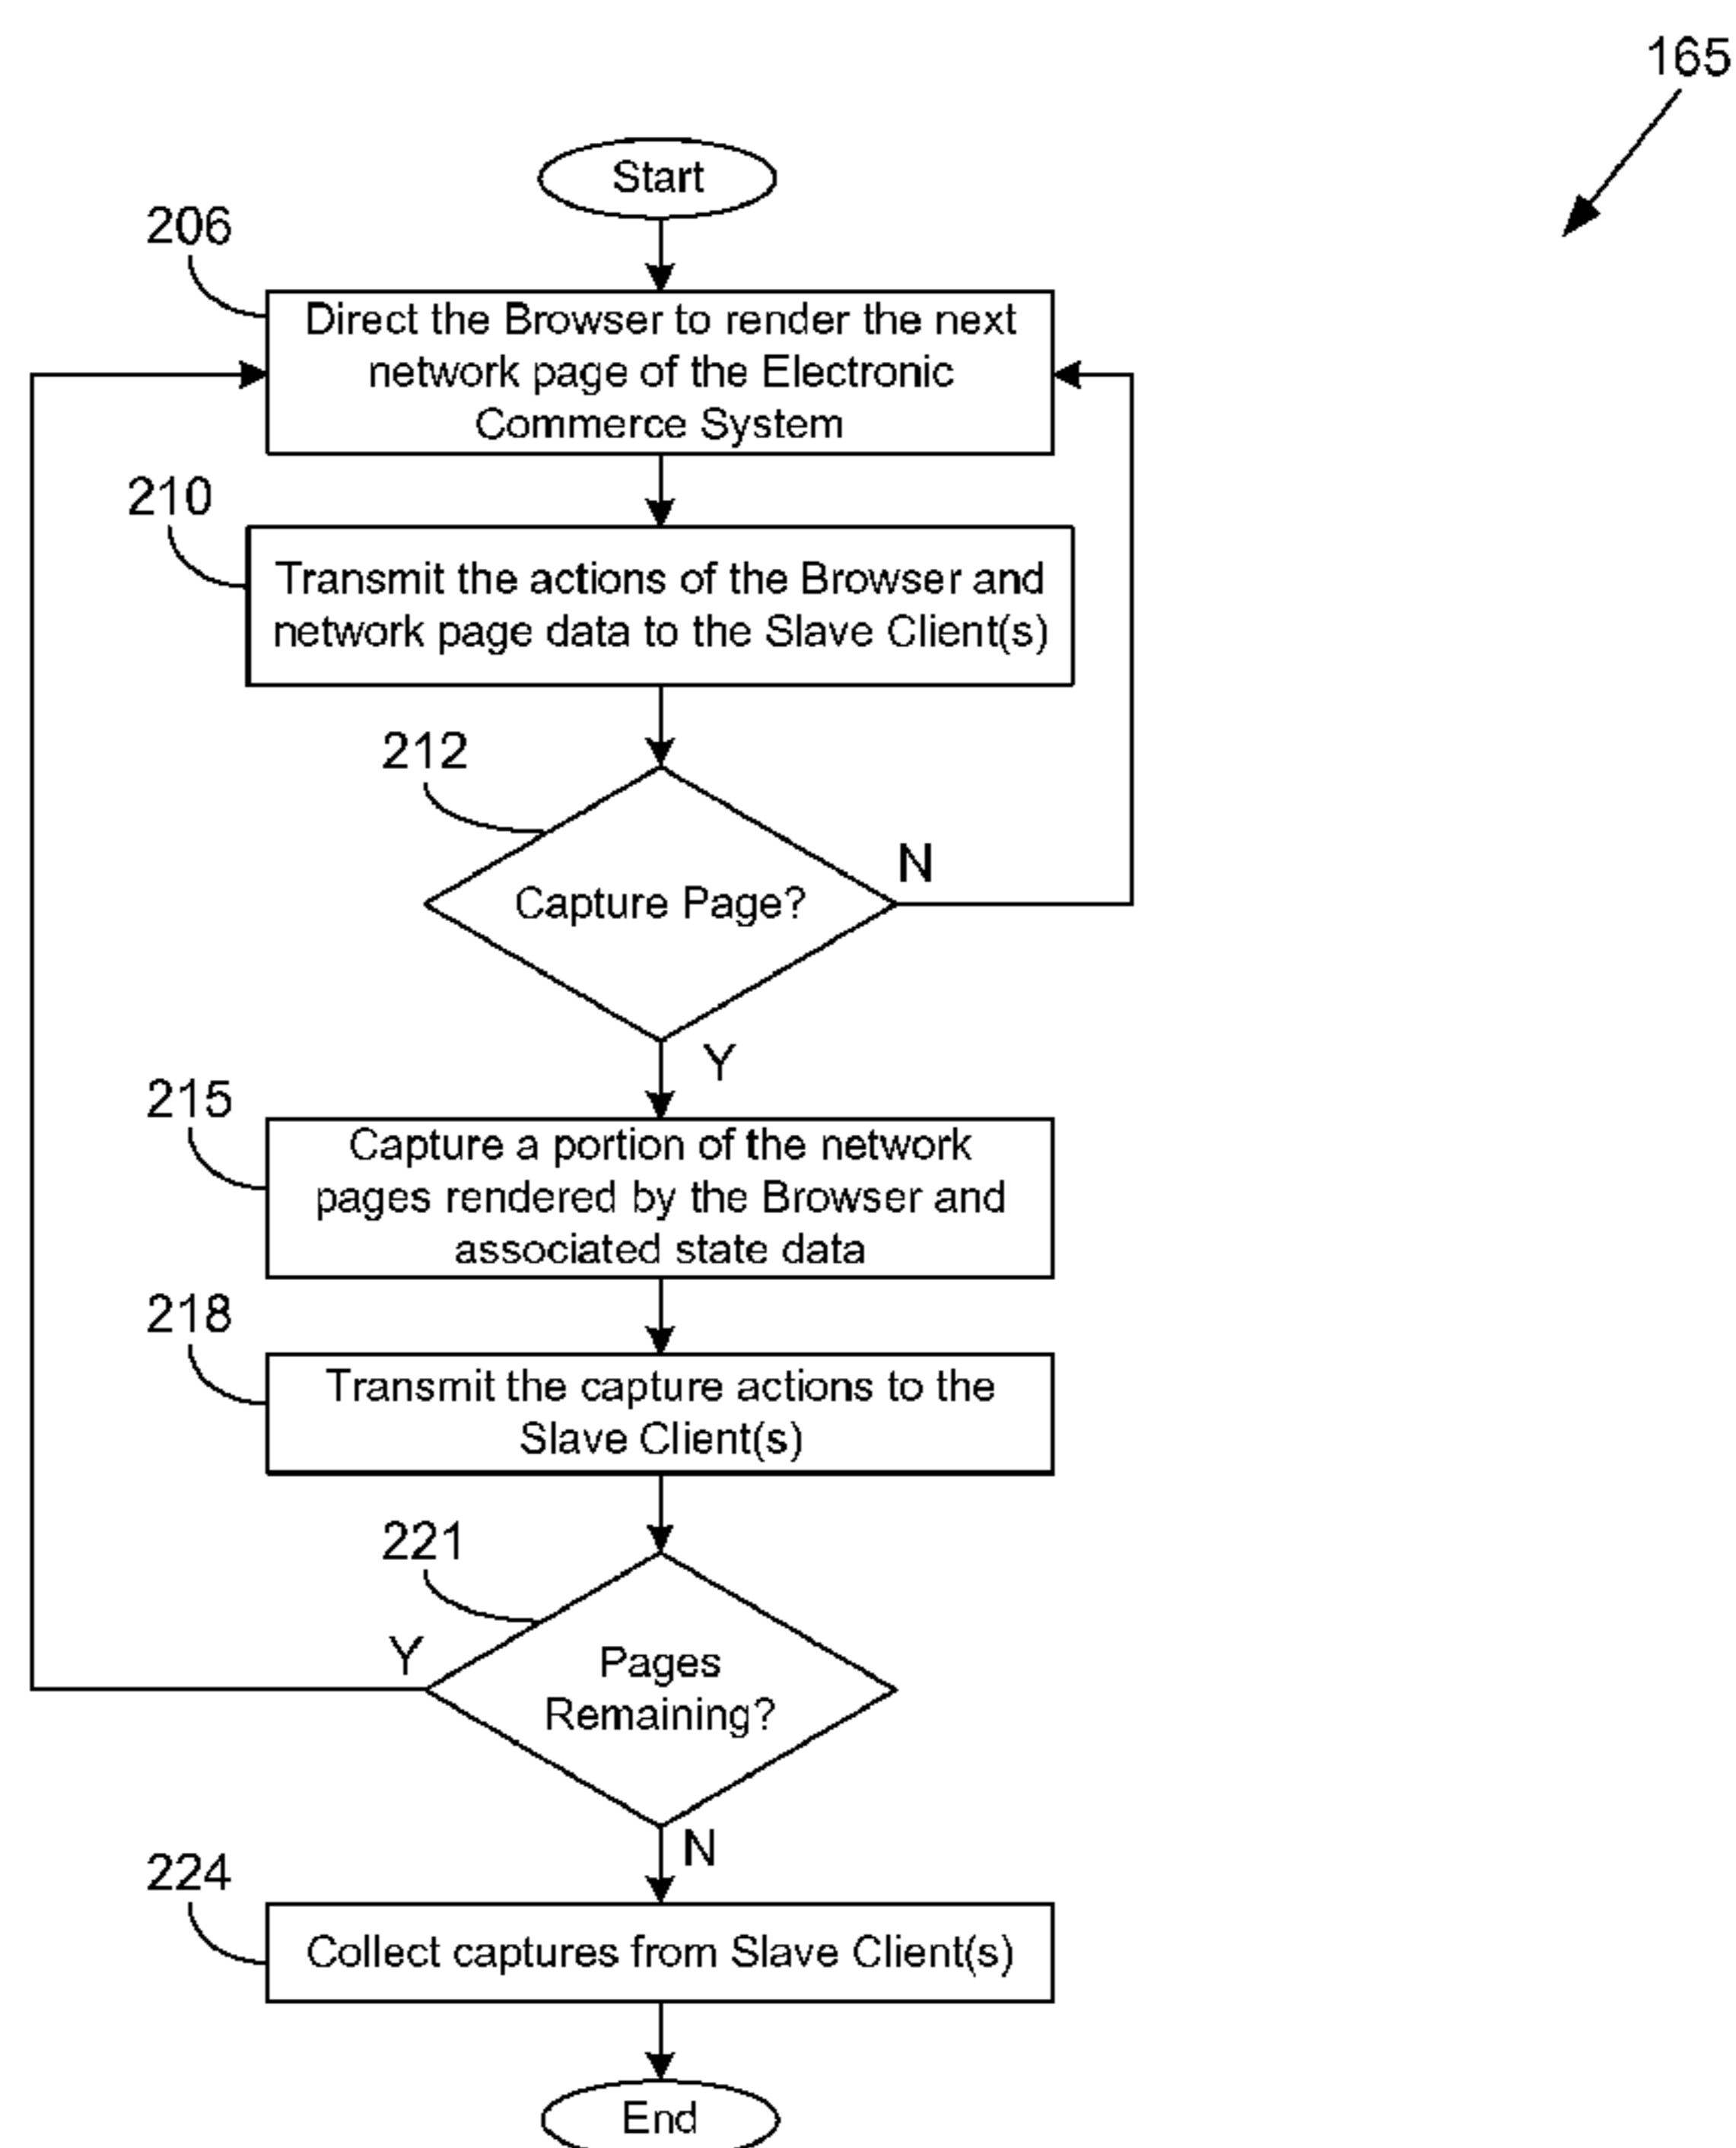 165
Start
206
Direct the Browser to render the next
network page of the Electronic
Commerce System
210
Transmit the actions of the Browser and
network page data to the Slave Client(s)
212
Capture Page?
N
Y
215
Capture a portion of the network
pages rendered by the Browser and
associated state data
218
Transmit the capture actions to the
Slave Client(s)
221
Y
Pages
Remaining?
N
224
Collect captures from Slave Client(s)
End